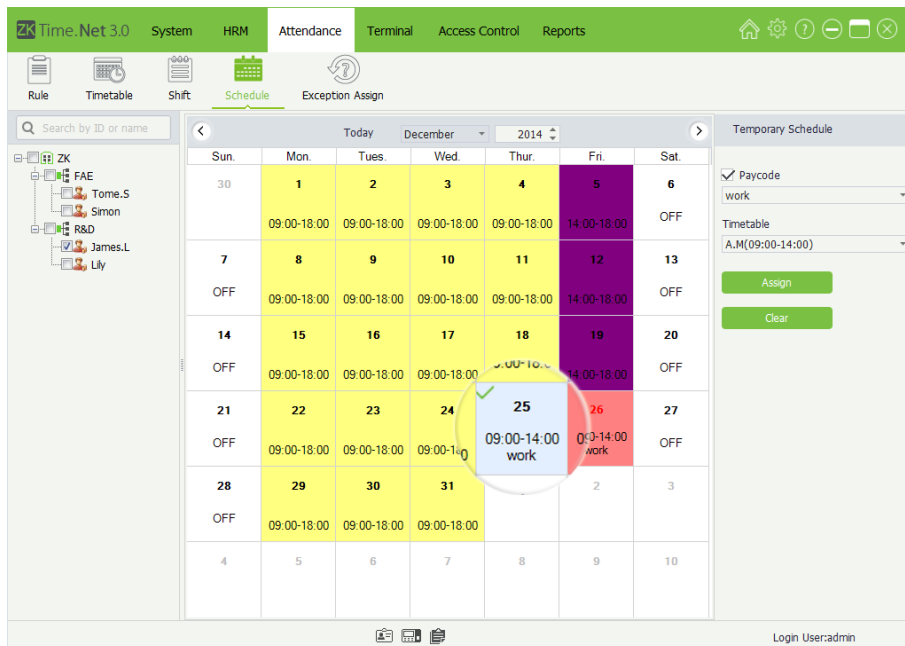 ZK Time.Net 3.0 System HRM Attendance Terminal Access Control Reports
Rule Timetable Shift Schedule Exception Assign
Search by ID or name
ZK
FAE
Tome.S
Simon
R&D
James.L
Lily
Today December 2014
Sun. Mon. Tues. Wed. Thur. Fri. Sat.
30 1 2 3 4 5 6
09:00-18:00 09:00-18:00 09:00-18:00 09:00-18:00 14:00-18:00 OFF
7 8 9 10 11 12 13
OFF 09:00-18:00 09:00-18:00 09:00-18:00 09:00-18:00 14:00-18:00 OFF
14 15 16 17 18 19 20
OFF 09:00-18:00 09:00-18:00 09:00-18:00 14:00-18:00 OFF
21 22 23 24 25 26 27
OFF 09:00-18:00 09:00-18:00 09:00-14:00 OFF
work work
28 29 30 31 2 3
OFF 09:00-18:00 09:00-18:00 09:00-18:00
4 5 6 7 8 9 10
Temporary Schedule
Paycode
work
Timetable
A.M(09:00-14:00)
Assign
Clear
Login User:admin